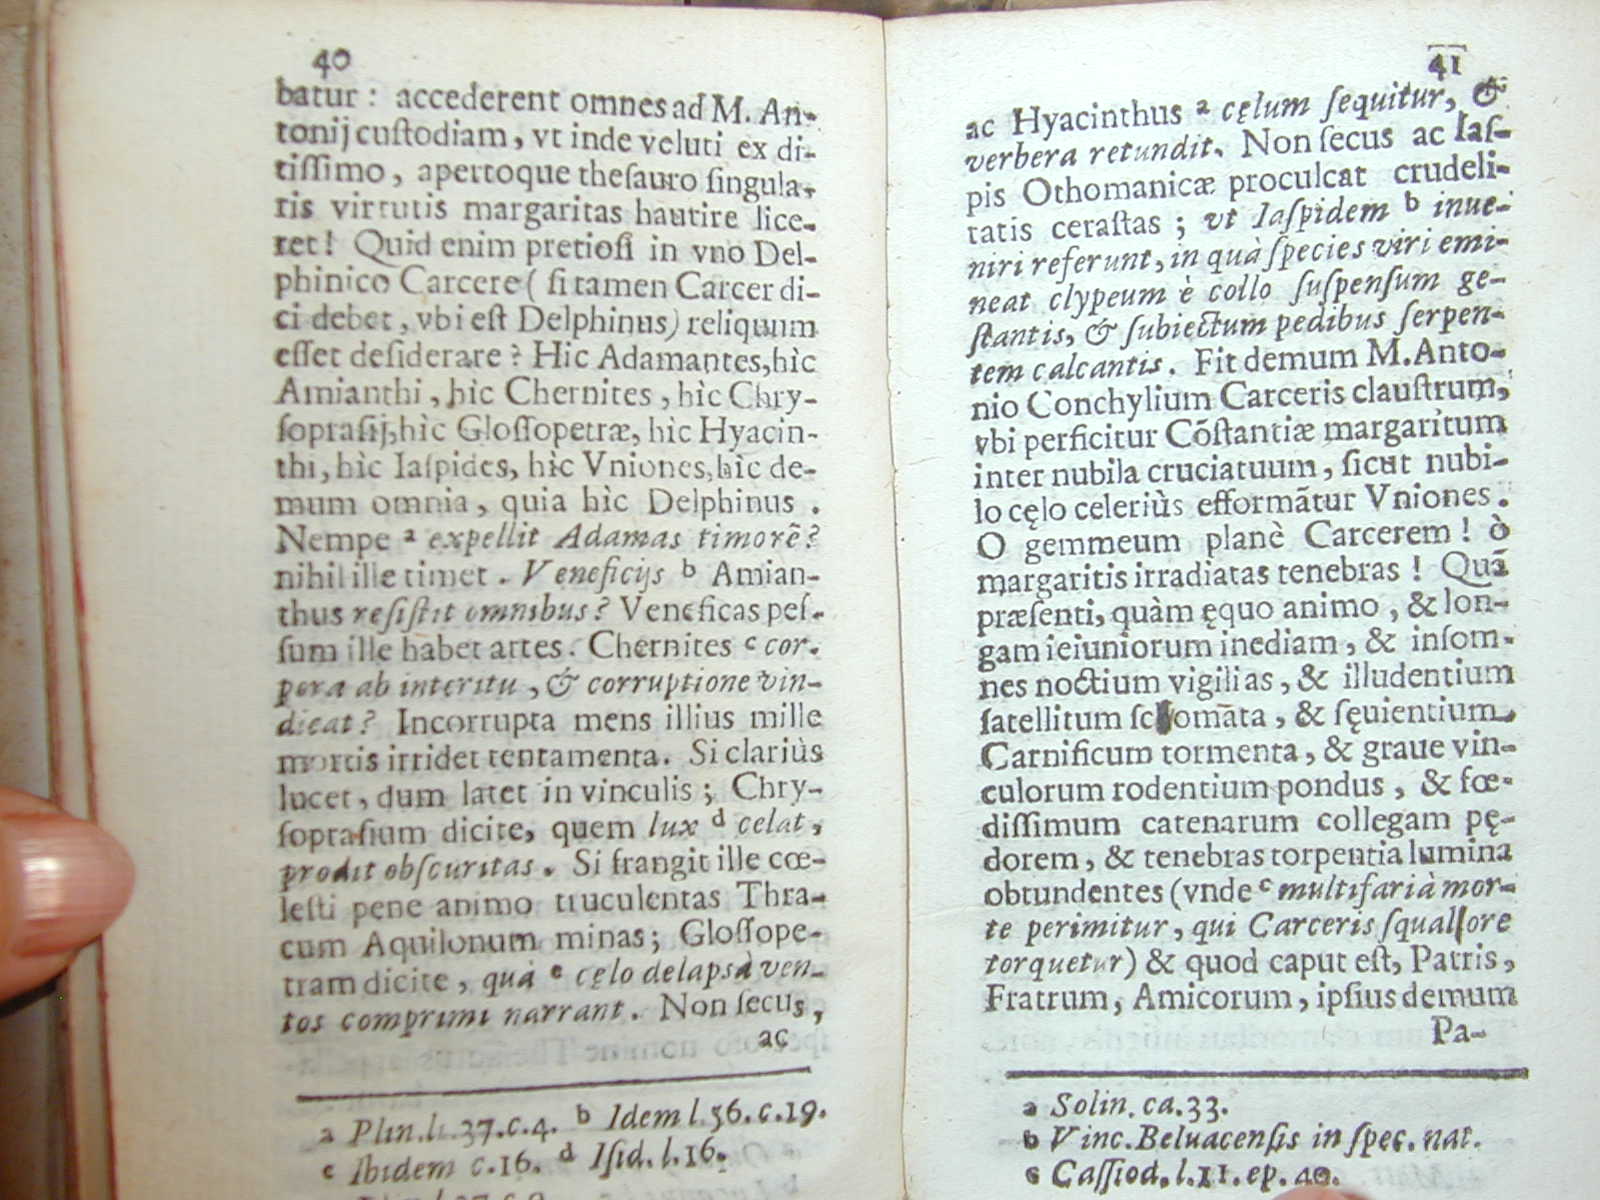 40
batur : accederent omnes ad M. An-
tonij cuſtodiam, vt inde veluti ex di-
tiſſimo, apertoque theſauro ſingula-
ris virtutis margaritas haurire lice-
ret! Quid enim pretioſi in vno Del-
phinico Carcere ( ſi tamen Carcer di-
ci debet, vbi eſt Delphinus) reliquum
eſſet deſiderare? Hic Adamantes, hìc
Amianthi, hic Chernites, hìc Chry-
ſopraſij, hìc Gloſſopetræ, hic Hyacin-
thi, hìc Iaſpides, hìc Vniones, hìc de-
mum omnia, quia hìc Delphinus .
Nempe a expellit Adamas timorẽ?
nihil ille timet . Veneficijs b Amian-
thus reſiſtit omnibus? Veneficas peſ-
ſum ille habet artes. Chernites c cor-
pora ab interitu, & corruptione vin-
dicat? Incorrupta mens illius mille
mortis irridet tentamenta. Si clariùs
lucet, dum latet in vinculis ; Chry-
ſopraſium dicite, quem lux d celat,
prodit obſcuritas. Si frangit ille cœ-
leſti pene animo truculentas Thra-
cum Aquilonum minas; Gloſſope-
tram dicite, quâ e cęlo delapsâ ven-
tos comprimi narrant. Non ſecus,
ac
a Plin. l. 37. c. 4. b Idem l. 36. c. 19.
c Ibidem c. 16. d Iſid. l. 16.
41
ac Hyacinthus a cęlum ſequitur, &
verbera retundit. Non ſecus ac Iaſ-
pis Othomanicæ proculcat crudeli-
tatis ceraſtas ; vt Iaſpidem b inue-
niri referunt, in quà ſpecies viri emi-
neat clypeum è collo ſuſpenſum ge-
ſtantis, & ſubiectum pedibus ſerpen-
tem calcantis. Fit demum M. Anto-
nio Conchylium Carceris clauſtrum,
vbi perficitur Cõſtantiæ margaritum
inter nubila cruciatuum, ſicut nubi-
lo cęlo celeriùs efformãtur Vniones.
O gemmeum planè Carcerem! ò
margaritis irradiatas tenebras ! Quã
præſenti, quàm ęquo animo, & lon-
gam ieiuniorum inediam, & inſom-
nes noctium vigilias, & illudentium
ſatellitum ſcomata, & ſęuientium
Carnificum tormenta, & graue vin-
culorum rodentium pondus, & fœ-
diſſimum catenarum collegam pę-
dorem, & tenebras torpentia lumina
obtundentes (vnde c multifarià mor-
te perimitur, qui Carceris ſquallore
torquetur) & quod caput eſt, Patris,
Fratrum, Amicorum, ipſius demum
Pa-
a Solin. ca. 33.
b Vinc. Beluacenſis in ſpec. nat.
c Caſſiod. l. 11. ep. 40.